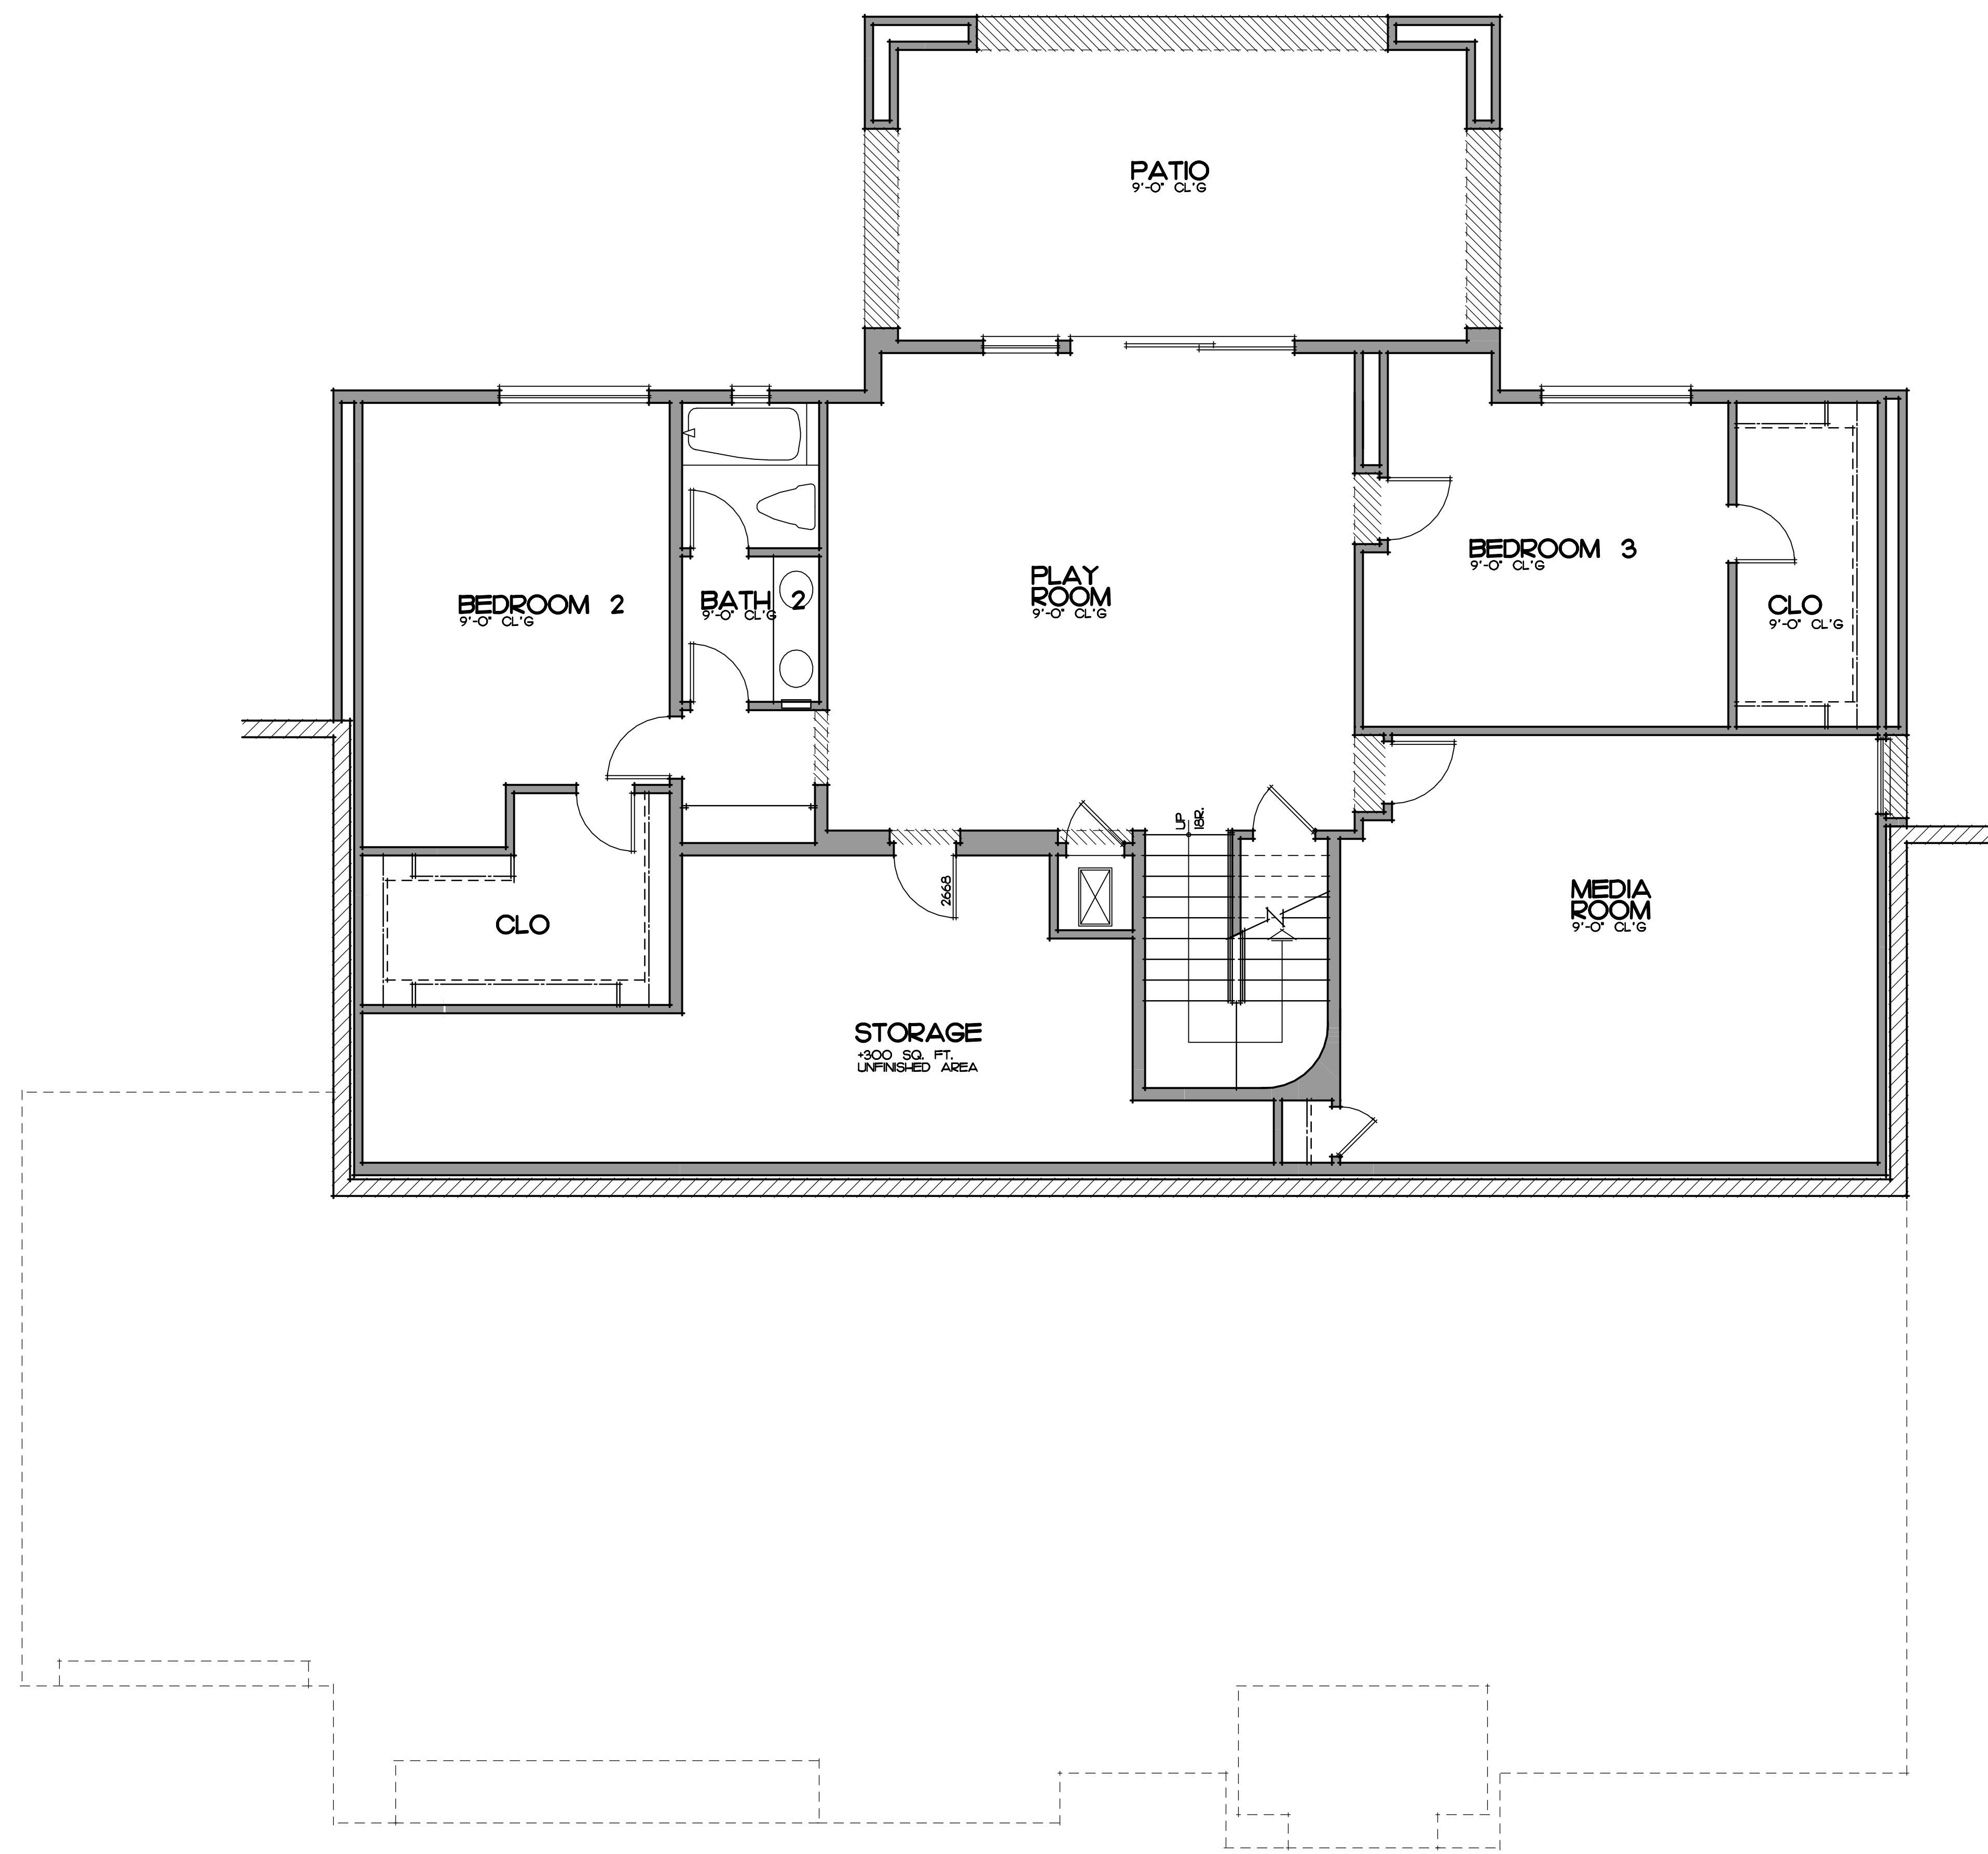 PATIO
9'-0" CL'G
BEDROOM 2
9'-0" CL'G
BATH 2
9'-0" CL'G
PLAY
ROOM
9'-0" CL'G
BEDROOM 3
9'-0" CL'G
CLO
9'-0" CL'G
UP
18R.
2668
CLO
MEDIA
ROOM
9'-0" CL'G
STORAGE
+300 SQ. FT.
UNFINISHED AREA